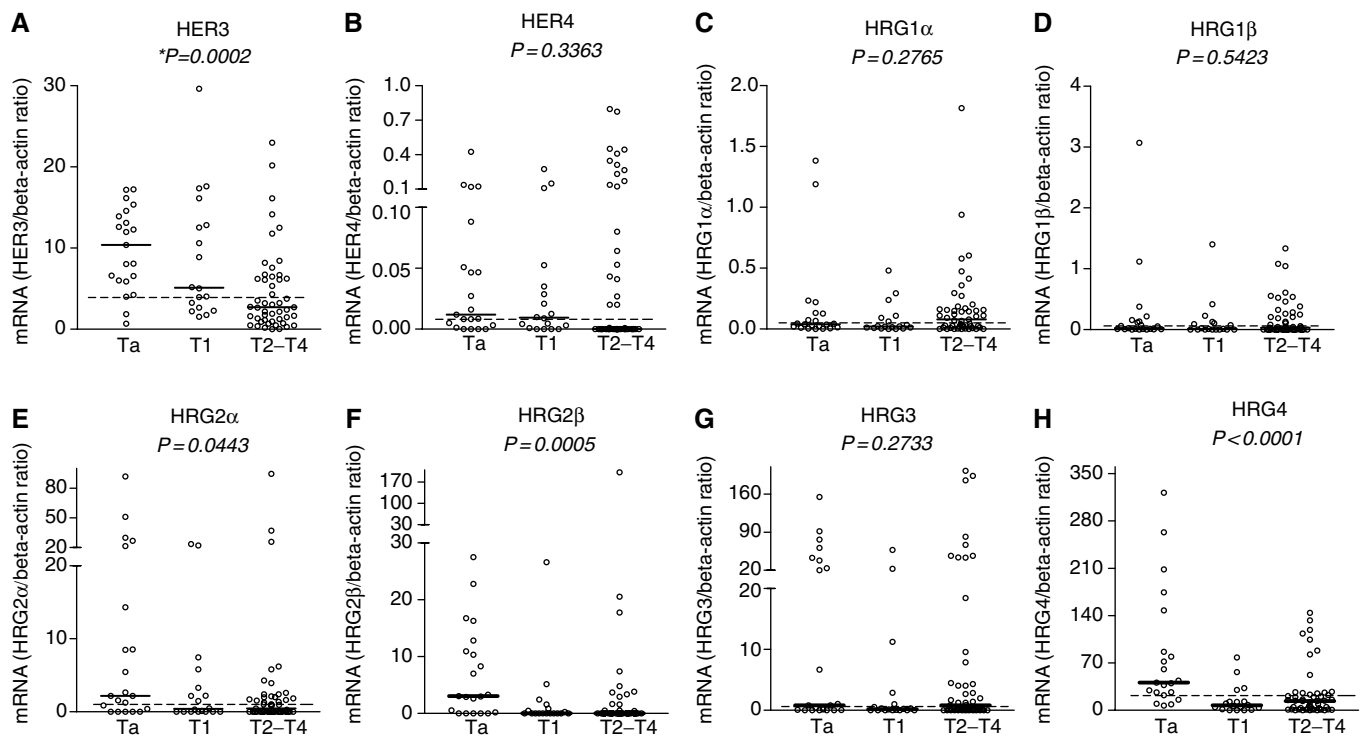 A
HER3
*P=0.0002
mRNA (HER3/beta-actin ratio)
30
20
10
0
Ta T1 T2–T4
B
HER4
P=0.3363
mRNA (HER4/beta-actin ratio)
1.0
0.7
0.4
0.1
0.10
0.05
0.00
Ta T1 T2–T4
C
HRG1α
P=0.2765
mRNA (HRG1α/beta-actin ratio)
2.0
1.5
1.0
0.5
0.0
Ta T1 T2–T4
D
HRG1β
P=0.5423
mRNA (HRG1β/beta-actin ratio)
4
3
2
1
0
Ta T1 T2–T4
E
HRG2α
P=0.0443
mRNA (HRG2α/beta-actin ratio)
80
50
20
20
10
0
Ta T1 T2–T4
F
HRG2β
P=0.0005
mRNA (HRG2β/beta-actin ratio)
170
100
30
30
20
10
0
Ta T1 T2–T4
G
HRG3
P=0.2733
mRNA (HRG3/beta-actin ratio)
160
90
20
20
10
0
Ta T1 T2–T4
H
HRG4
P<0.0001
mRNA (HRG4/beta-actin ratio)
350
280
210
140
70
0
Ta T1 T2–T4